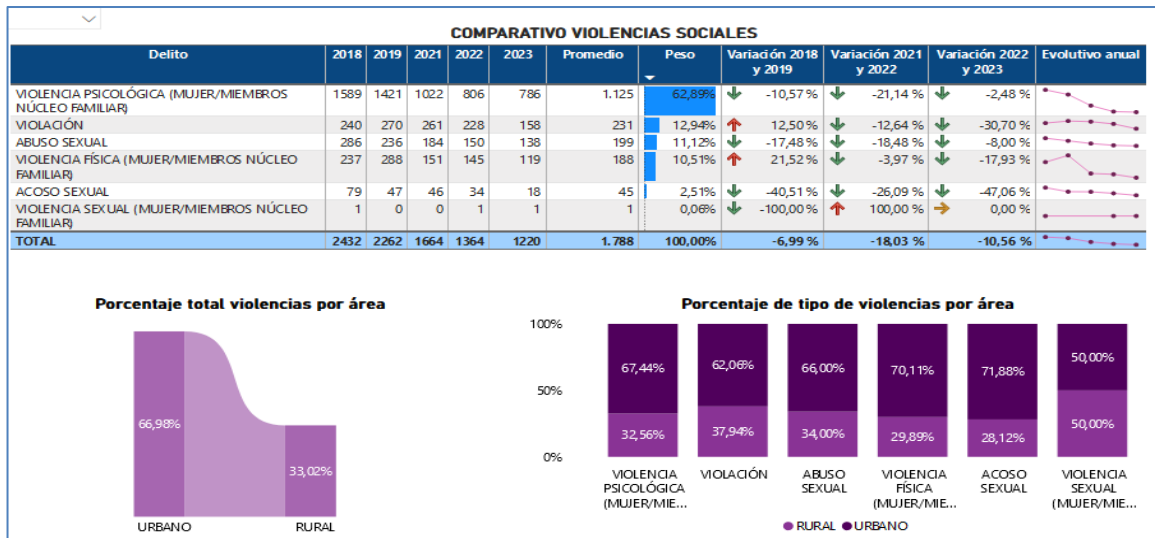 COMPARATIVO VIOLENCIAS SOCIALES
Delito 2018 2019 2021 2022 2023 Promedio Peso Variación 2018 y 2019 Variación 2021 y 2022 Variación 2022 y 2023 Evolutivo anual
VIOLENCIA PSICOLÓGICA (MUJER/MIEMBROS NÚCLEO FAMILIAR) 1589 1421 1022 806 786 1.125 62,89% -10,57 % -21,14 % -2,48 %
VIOLACIÓN 240 270 261 228 158 231 12,94% 12,50 % -12,64 % -30,70 %
ABUSO SEXUAL 286 236 184 150 138 199 11,12% -17,48 % -18,48 % -8,00 %
VIOLENCIA FÍSICA (MUJER/MIEMBROS NÚCLEO FAMILIAR) 237 288 151 145 119 188 10,51% 21,52 % -3,97 % -17,93 %
ACOSO SEXUAL 79 47 46 34 18 45 2,51% -40,51 % -26,09 % -47,06 %
VIOLENCIA SEXUAL (MUJER/MIEMBROS NÚCLEO FAMILIAR) 1 0 0 1 1 1 0,06% -100,00 % 100,00 % 0,00 %
TOTAL 2432 2262 1664 1364 1220 1.788 100,00% -6,99 % -18,03 % -10,56 %
Porcentaje total violencias por área
66,98%
33,02%
URBANO RURAL
Porcentaje de tipo de violencias por área
100%
50%
0%
67,44% 62,06% 66,00% 70,11% 71,88% 50,00%
32,56% 37,94% 34,00% 29,89% 28,12% 50,00%
VIOLENCIA PSICOLÓGICA (MUJER/MIE...
VIOLACIÓN
ABUSO SEXUAL
VIOLENCIA FÍSICA (MUJER/MIE...
ACOSO SEXUAL
VIOLENCIA SEXUAL (MUJER/MIE...
RURAL URBANO